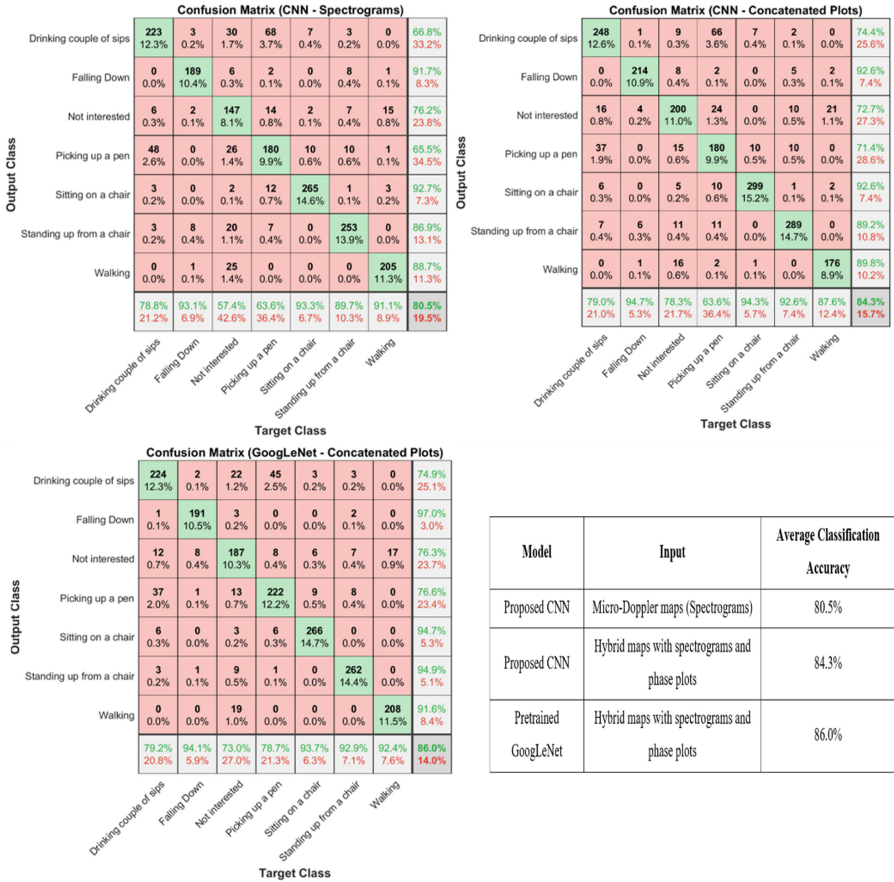 Confusion Matrix (CNN - Spectrograms)
Output Class
Drinking couple of sips 223 3 30 68 7 3 0 66.8%
12.3% 0.2% 1.7% 3.7% 0.4% 0.2% 0.0% 33.2%
Falling Down 0 189 6 2 0 8 1 91.7%
0.0% 10.4% 0.3% 0.1% 0.0% 0.4% 0.1% 8.3%
Not interested 6 2 147 14 2 7 15 76.2%
0.3% 0.1% 8.1% 0.8% 0.1% 0.4% 0.8% 23.8%
Picking up a pen 48 0 26 180 10 10 1 65.5%
2.6% 0.0% 1.4% 9.9% 0.6% 0.6% 0.1% 34.5%
Sitting on a chair 3 0 2 12 265 1 3 92.7%
0.2% 0.0% 0.1% 0.7% 14.6% 0.1% 0.2% 7.3%
Standing up from a chair 3 8 20 7 0 253 0 86.9%
0.2% 0.4% 1.1% 0.4% 0.0% 13.9% 0.0% 13.1%
Walking 0 1 25 0 0 0 205 88.7%
0.0% 0.1% 1.4% 0.0% 0.0% 0.0% 11.3% 11.3%
78.8% 93.1% 57.4% 63.6% 93.3% 89.7% 91.1% 80.5%
21.2% 6.9% 42.6% 36.4% 6.7% 10.3% 8.9% 19.5%
Drinking couple of sips
Falling Down
Not interested
Picking up a pen
Sitting on a chair
Standing up from a chair
Walking
Target Class
Confusion Matrix (CNN - Concatenated Plots)
Output Class
Drinking couple of sips 248 1 9 66 7 2 0 74.4%
12.6% 0.1% 0.3% 3.6% 0.4% 0.1% 0.0% 25.6%
Falling Down 0 214 8 2 0 5 2 92.6%
0.0% 10.9% 0.4% 0.1% 0.0% 0.3% 0.1% 7.4%
Not interested 16 4 200 24 0 10 21 72.7%
0.8% 0.2% 11.0% 1.3% 0.0% 0.5% 1.1% 27.3%
Picking up a pen 37 0 15 180 10 10 0 71.4%
1.9% 0.0% 0.6% 9.9% 0.5% 0.5% 0.0% 28.6%
Sitting on a chair 6 0 5 10 299 1 2 92.6%
0.3% 0.0% 0.2% 0.6% 15.2% 0.1% 0.1% 7.4%
Standing up from a chair 7 6 11 11 0 289 0 89.2%
0.4% 0.3% 0.4% 0.4% 0.0% 14.7% 0.0% 10.8%
Walking 0 1 16 2 1 0 176 89.8%
0.0% 0.1% 0.6% 0.1% 0.1% 0.0% 8.9% 10.2%
79.0% 94.7% 78.3% 63.6% 94.3% 92.6% 87.6% 84.3%
21.0% 5.3% 21.7% 36.4% 5.7% 7.4% 12.4% 15.7%
Drinking couple of sips
Falling Down
Not interested
Picking up a pen
Sitting on a chair
Standing up from a chair
Walking
Target Class
Confusion Matrix (GoogLeNet - Concatenated Plots)
Output Class
Drinking couple of sips 224 2 22 45 3 3 0 74.9%
12.3% 0.1% 1.2% 2.5% 0.2% 0.2% 0.0% 25.1%
Falling Down 1 191 3 0 0 2 0 97.0%
0.1% 10.5% 0.2% 0.0% 0.0% 0.1% 0.0% 3.0%
Not interested 12 8 187 8 6 7 17 76.3%
0.7% 0.4% 10.3% 0.4% 0.3% 0.4% 0.9% 23.7%
Picking up a pen 37 1 13 222 9 8 0 76.6%
2.0% 0.1% 0.7% 12.2% 0.5% 0.4% 0.0% 23.4%
Sitting on a chair 6 0 3 6 266 0 0 94.7%
0.3% 0.0% 0.2% 0.3% 14.7% 0.0% 0.0% 5.3%
Standing up from a chair 3 1 9 1 0 262 0 94.9%
0.2% 0.1% 0.5% 0.1% 0.0% 14.4% 0.0% 5.1%
Walking 0 0 19 0 0 0 208 91.6%
0.0% 0.0% 1.0% 0.0% 0.0% 0.0% 11.5% 8.4%
79.2% 94.1% 73.0% 78.7% 93.7% 92.9% 92.4% 86.0%
20.8% 5.9% 27.0% 21.3% 6.3% 7.1% 7.6% 14.0%
Drinking couple of sips
Falling Down
Not interested
Picking up a pen
Sitting on a chair
Standing up from a chair
Walking
Target Class
Model Input Average Classification
Accuracy
Proposed CNN Micro-Doppler maps (Spectrograms) 80.5%
Proposed CNN Hybrid maps with spectrograms and
phase plots 84.3%
Pretrained
GoogLeNet Hybrid maps with spectrograms and
phase plots 86.0%